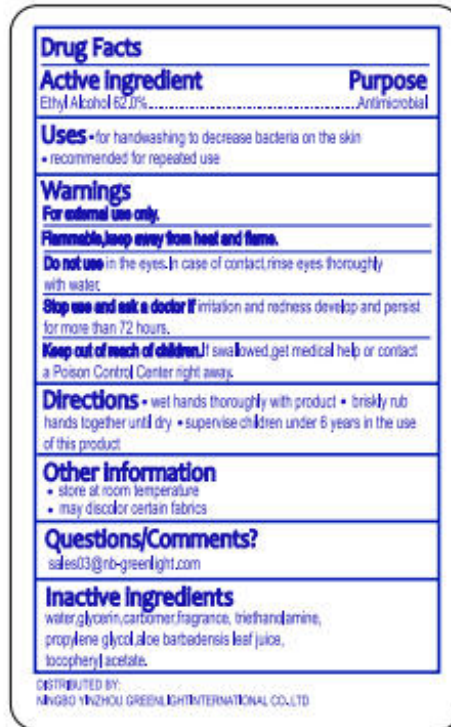 Drug Facts
Active ingredient Purpose
Ethyl Alcohol 62.0%.......................................................Antimicrobial
Uses • for handwashing to decrease bacteria on the skin
• recommended for repeated use
Warnings
For external use only.
Flammable,keep away from heat and flame.
Do not use in the eyes.In case of contact,rinse eyes thoroughly
with water.
Stop use and ask a doctor if irritation and redness develop and persist
for more than 72 hours.
Keep out of reach of children.If swallowed,get medical help or contact
a Poison Control Center right away.
Directions • wet hands thoroughly with product • briskly rub
hands together until dry • supervise children under 6 years in the use
of this product
Other information
• store at room temperature
• may discolor certain fabrics
Questions/Comments?
sales03@nb-greenlight.com
Inactive ingredients
water,glycerin,carbomer,fragrance, triethanolamine,
propylene glycol,aloe barbadensis leaf juice,
tocopheryl acetate.
DISTRIBUTED BY:
NINGBO YINZHOU GREENLIGHTINTERNATIONAL CO.,LTD